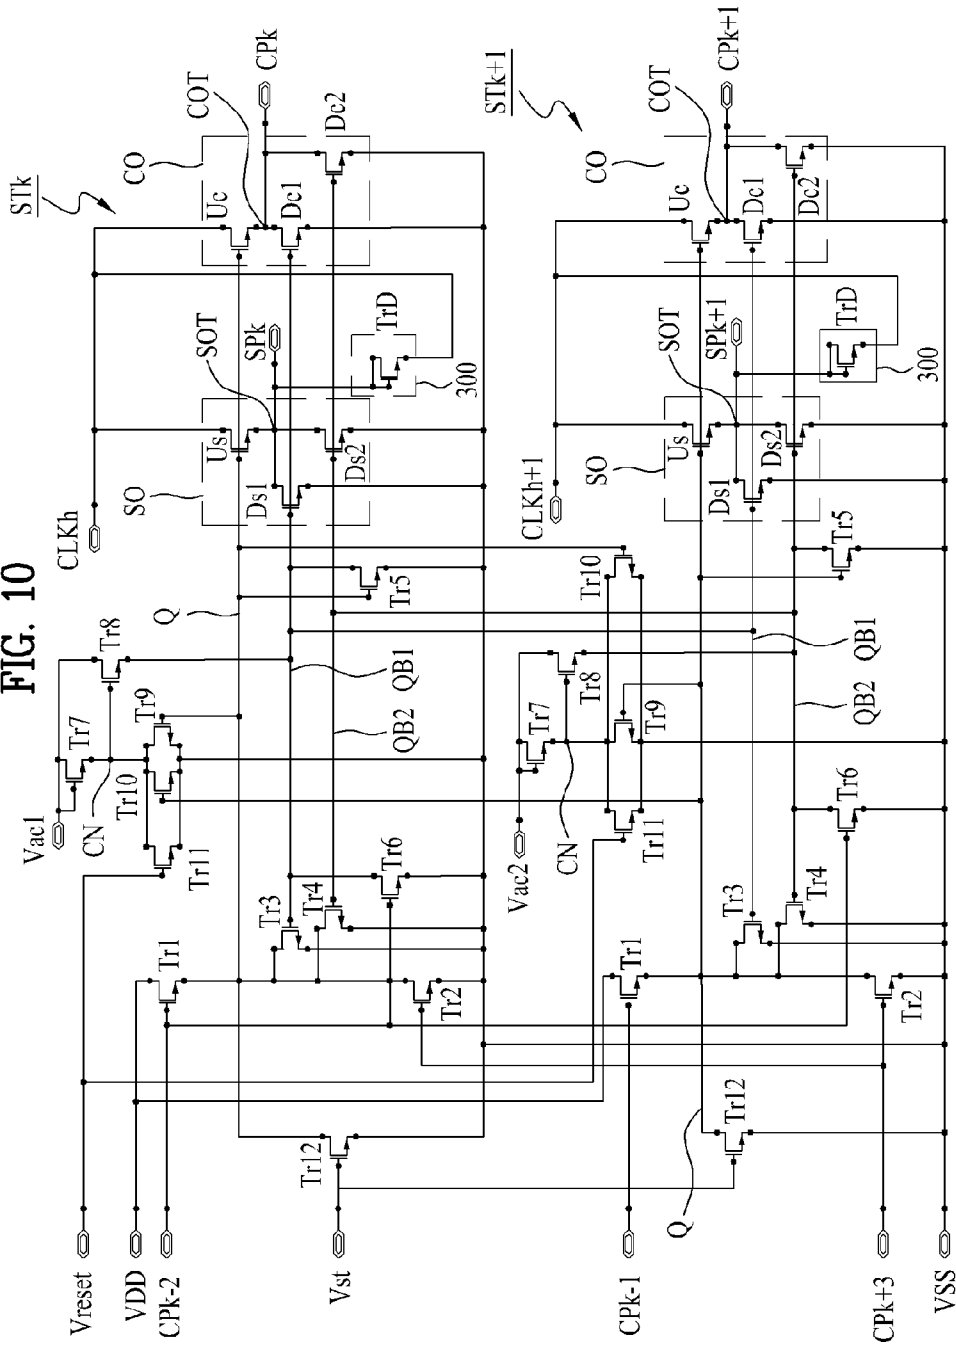 FIG. 10
STk
CO
COT
CPk
Uc
Dc1
Dc2
CLKh
SO
SOT
SPk
TrD
300
Us
Ds1
Ds2
Q
Tr5
Vac1
CN
Tr7
Tr8
Tr9
Tr10
Tr11
QB1
QB2
Tr1
Tr3
Tr4
Tr6
Tr2
Vreset
VDD
CPk-2
Tr12
Vst
STk+1
CO
COT
CPk+1
Uc
Dc1
Dc2
CLKh+1
SO
SOT
SPk+1
TrD
300
Us
Ds1
Ds2
Tr5
Tr10
Vac2
CN
Tr7
Tr8
Tr9
Tr11
QB1
QB2
Tr1
Tr3
Tr4
Tr6
Tr2
Tr12
Q
CPk-1
CPk+3
VSS